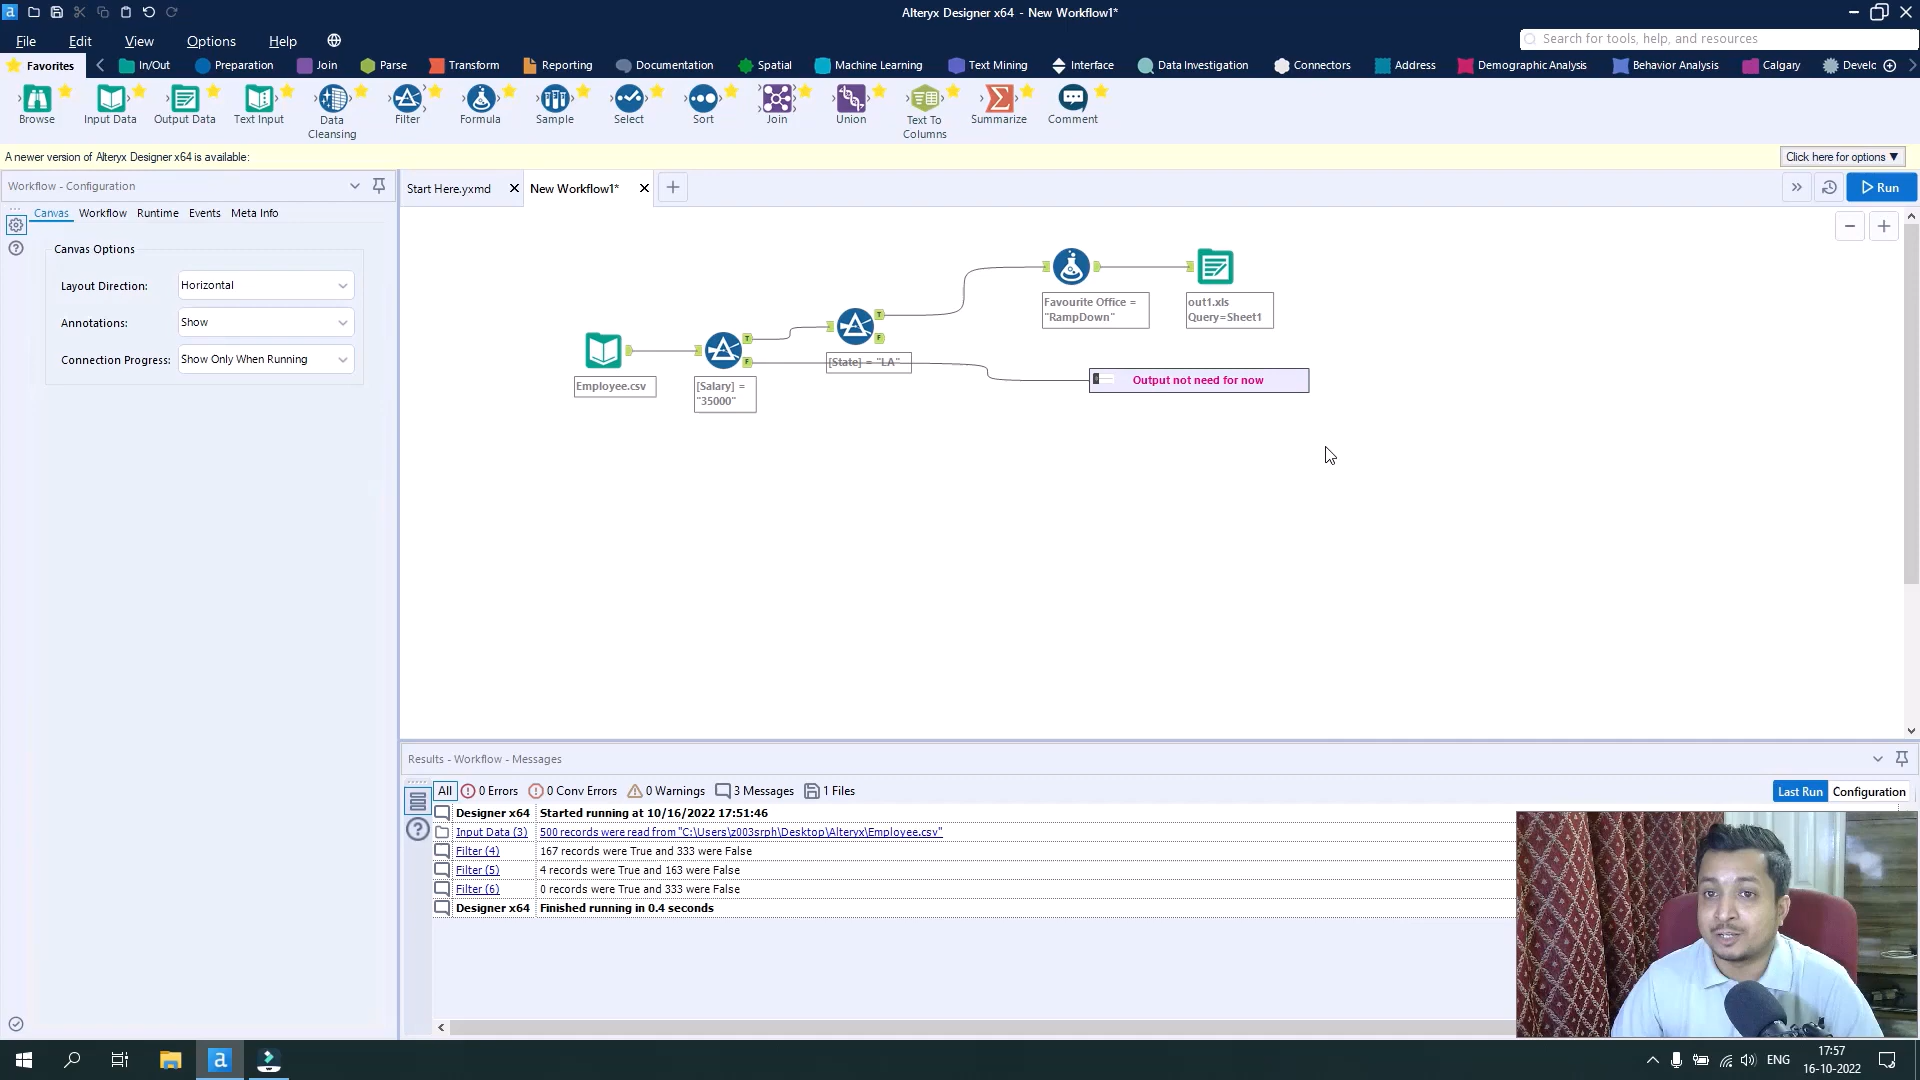 Alteryx Designer x64 - New Workflow1*
File Edit View Options Help
Search for tools, help, and resources
Favorites In/Out Preparation Join Parse Transform Reporting Documentation Spatial Machine Learning Text Mining Interface Data Investigation Connectors Address Demographic Analysis Behavior Analysis Calgary Develo
Browse Input Data Output Data Text Input Data Cleansing Filter Formula Sample Select Sort Join Union Text To Columns Summarize Comment
A newer version of Alteryx Designer x64 is available:
Click here for options ▼
Workflow - Configuration
Start Here.yxmd
New Workflow1*
Run
Canvas Workflow Runtime Events Meta Info
Canvas Options
Layout Direction: Horizontal
Annotations: Show
Connection Progress: Show Only When Running
T
F
T
F
Favourite Office =
"RampDown"
out1.xls
Query=Sheet1
Employee.csv
[Salary] =
"35000"
[State] = "LA"
Output not need for now
Results - Workflow - Messages
All 0 Errors 0 Conv Errors 0 Warnings 3 Messages 1 Files
Last Run Configuration
Designer x64 Started running at 10/16/2022 17:51:46
Input Data (3) 500 records were read from "C:\Users\z003srph\Desktop\Alteryx\Employee.csv"
Filter (4) 167 records were True and 333 were False
Filter (5) 4 records were True and 163 were False
Filter (6) 0 records were True and 333 were False
Designer x64 Finished running in 0.4 seconds
ENG
17:57
16-10-2022